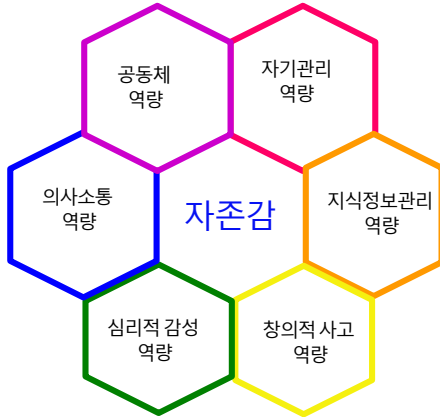 공동체
역량
자기관리
역량
의사소통
역량
자존감
지식정보관리
역량
심리적 감성
역량
창의적 사고
역량